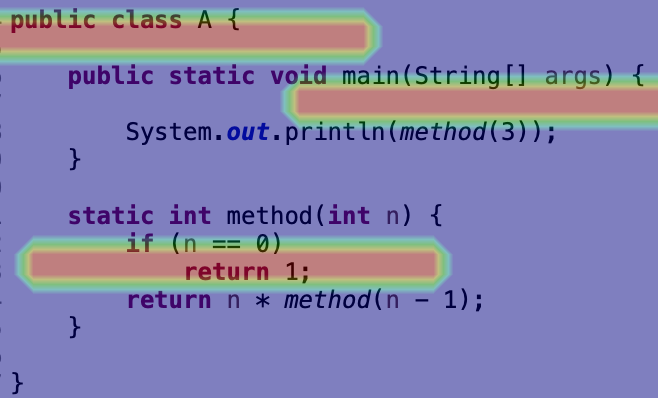 public class A {
public static void main(String[] args) {
System.out.println(method(3));
}
static int method(int n) {
if (n == 0)
return 1;
return n * method(n - 1);
}
}